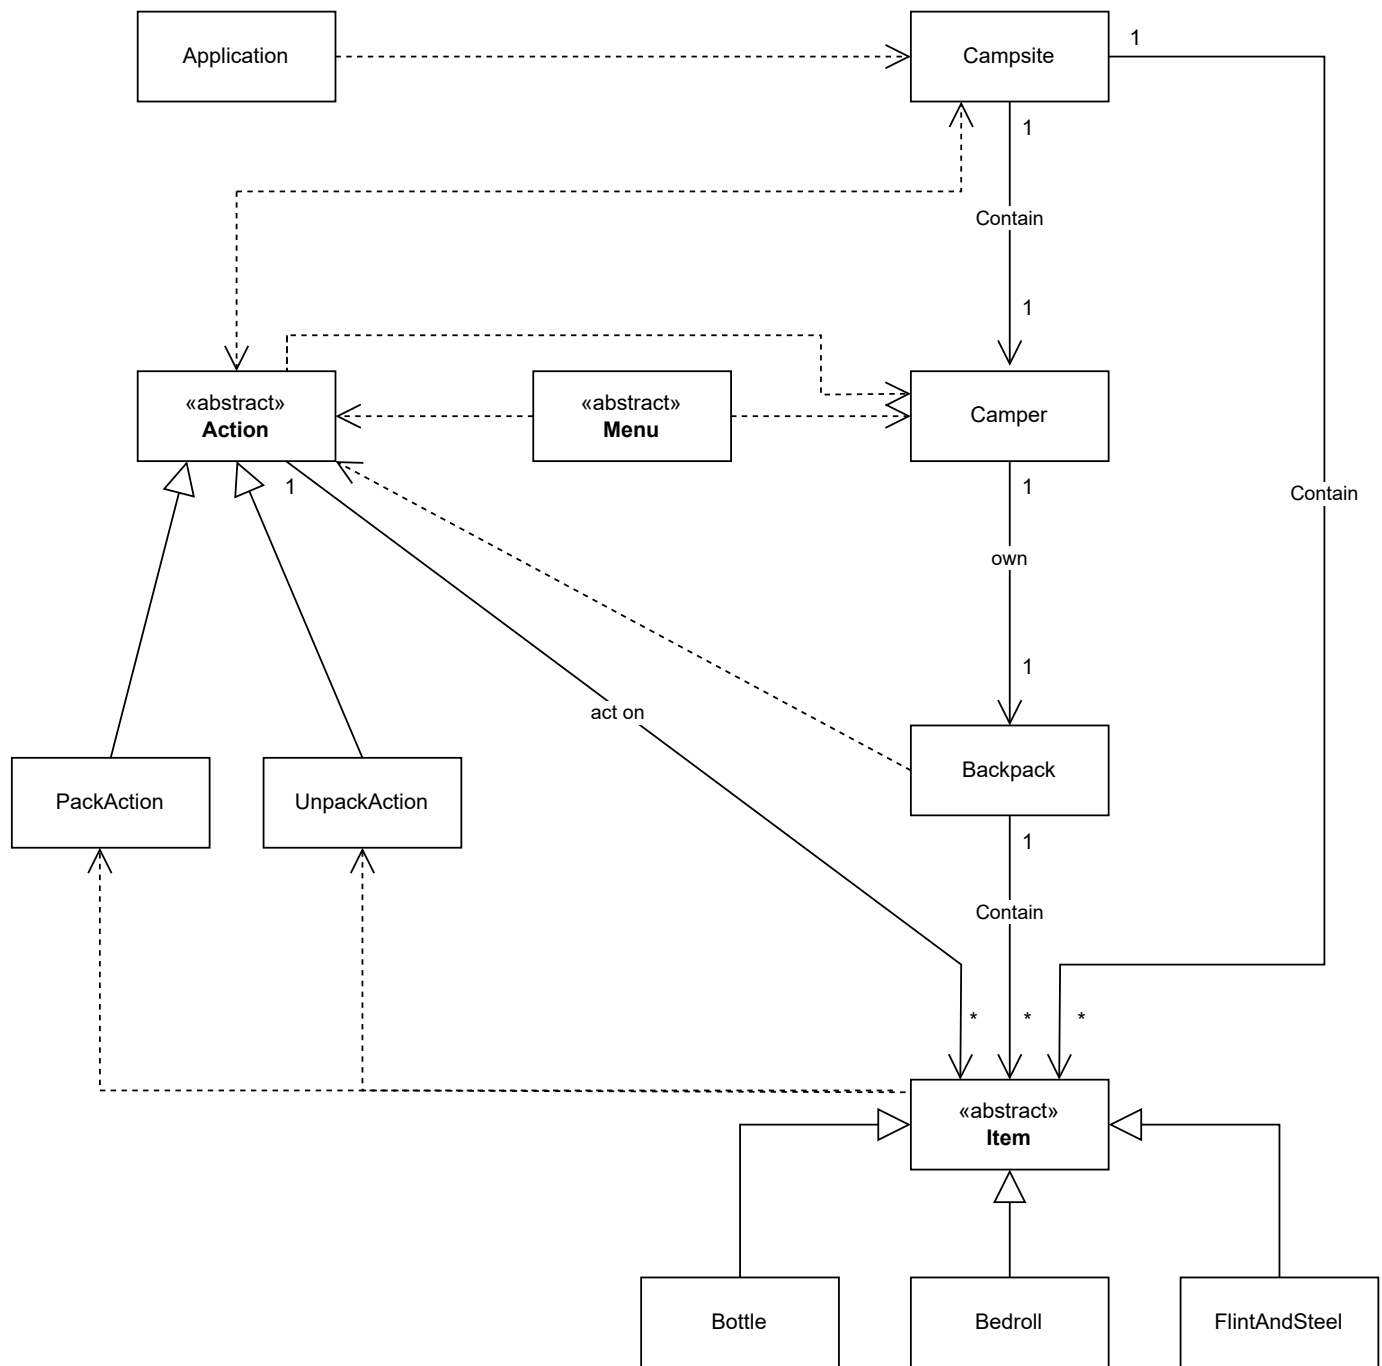 Application
Campsite
1
1
Contain
1
«abstract»
Action
«abstract»
Menu
Camper
1
1
Contain
own
1
act on
Backpack
PackAction
UnpackAction
1
Contain
*
*
*
«abstract»
Item
Bottle
Bedroll
FlintAndSteel